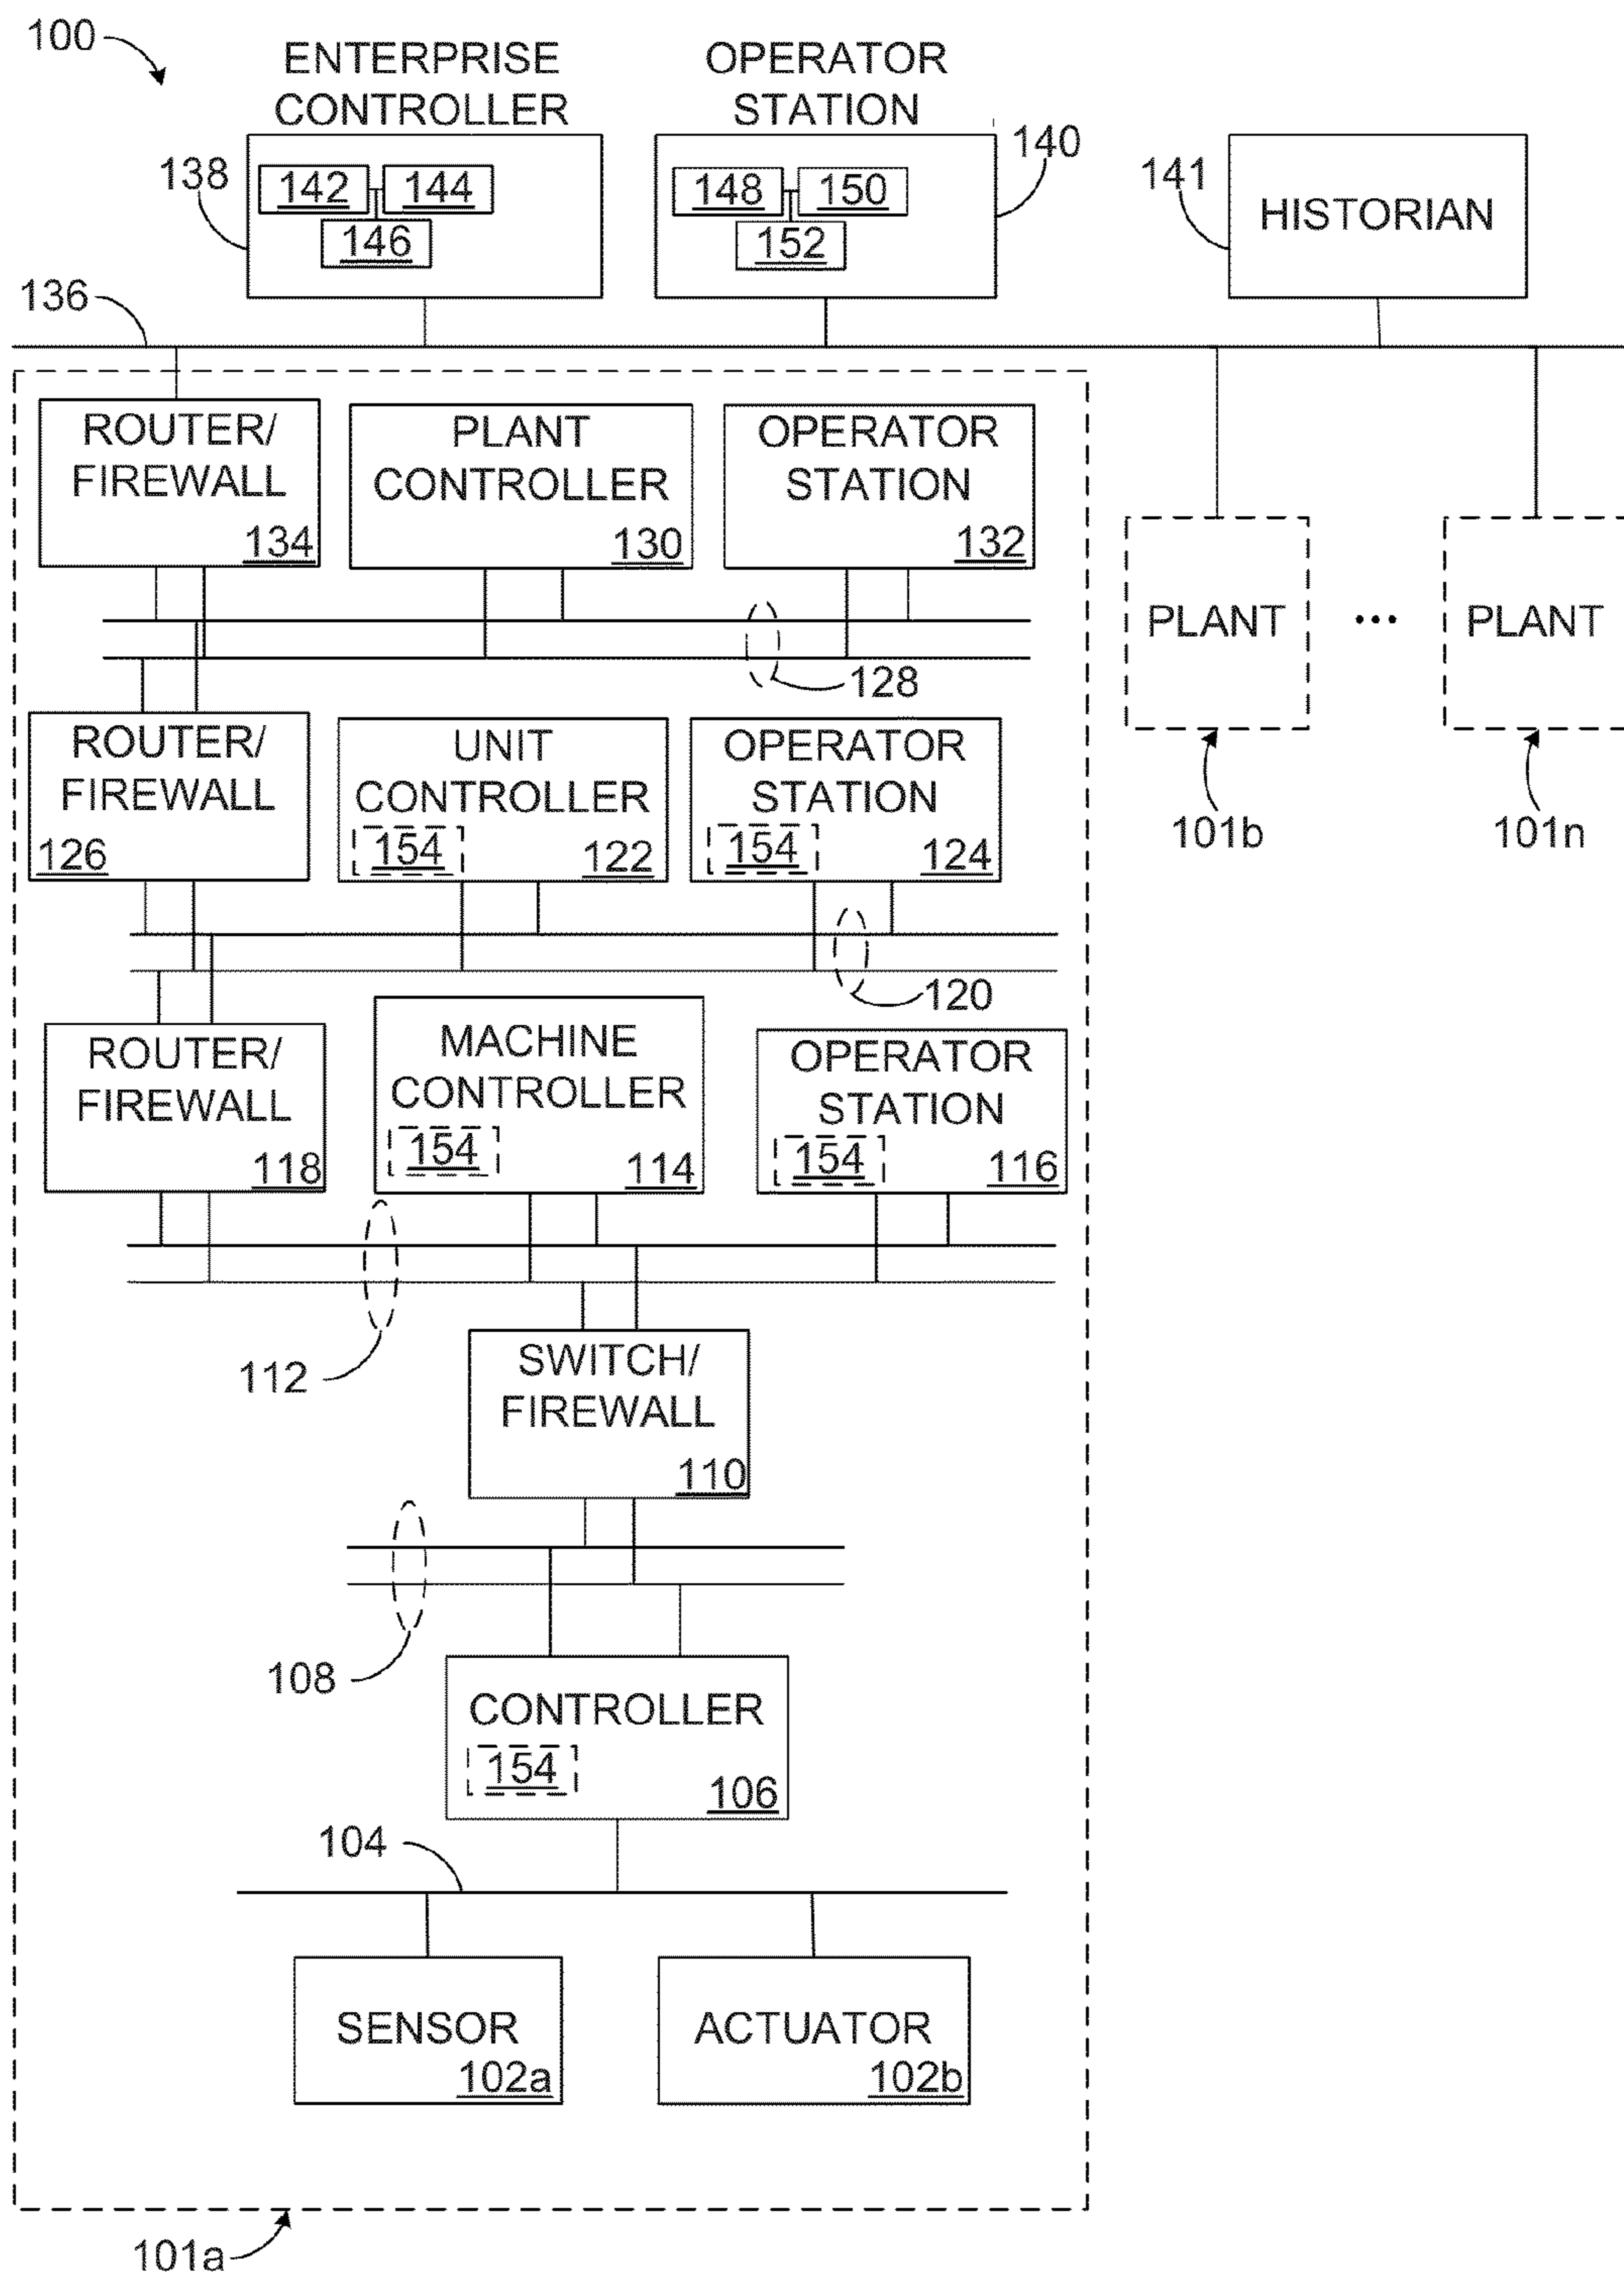 100
ENTERPRISE
CONTROLLER
OPERATOR
STATION
138
142
144
146
148
150
152
140
141
HISTORIAN
136
ROUTER/
FIREWALL
134
PLANT
CONTROLLER
130
OPERATOR
STATION
132
128
PLANT
...
PLANT
101b
101n
ROUTER/
FIREWALL
126
UNIT
CONTROLLER
154
122
OPERATOR
STATION
154
124
120
ROUTER/
FIREWALL
118
MACHINE
CONTROLLER
154
114
OPERATOR
STATION
154
116
112
SWITCH/
FIREWALL
110
108
CONTROLLER
154
106
104
SENSOR
102a
ACTUATOR
102b
101a